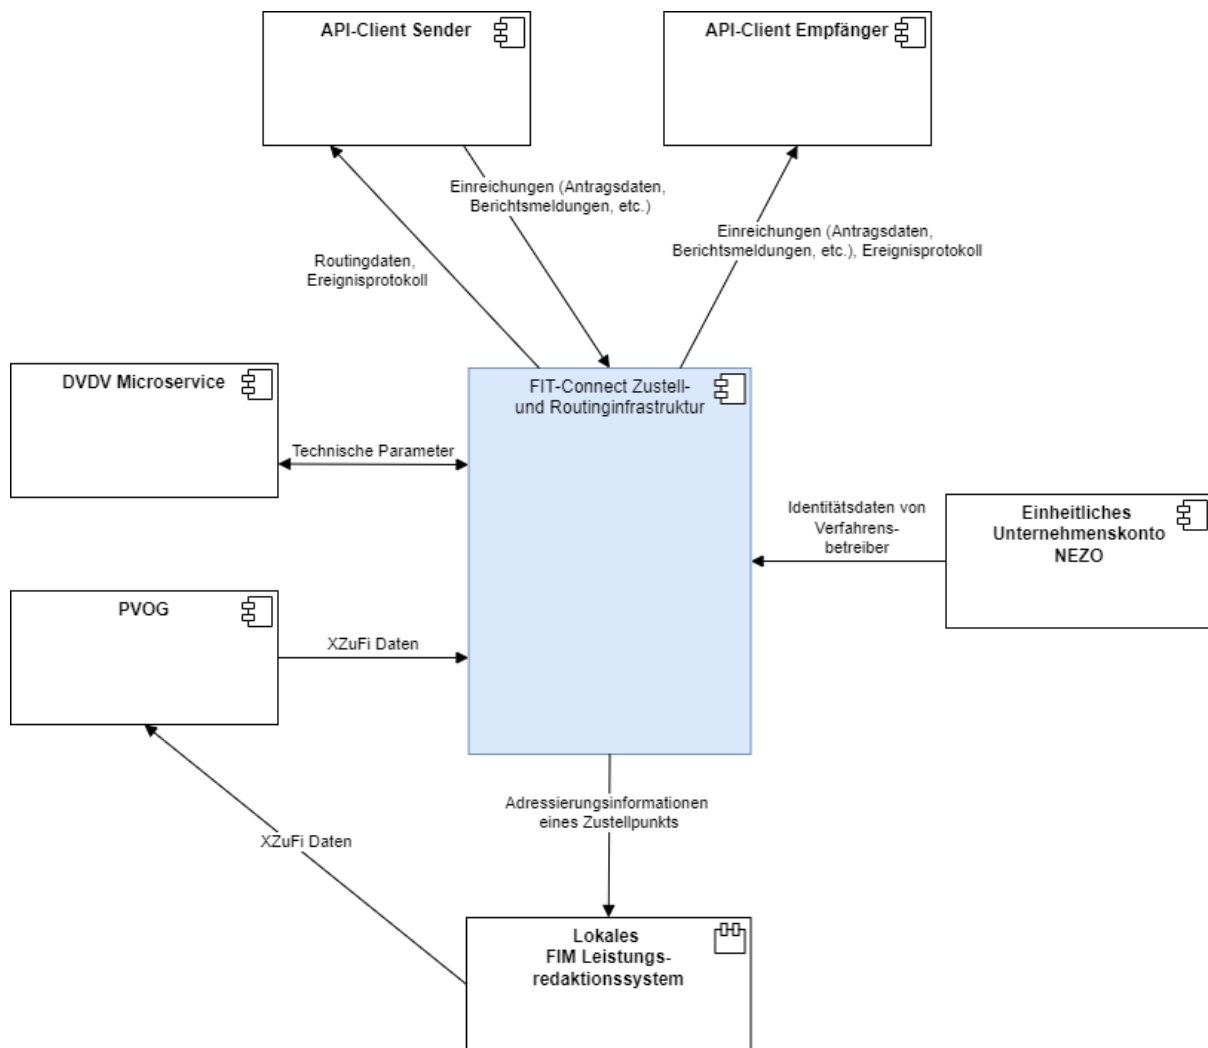 API-Client Sender
API-Client Empfänger
Einreichungen (Antragsdaten,
Berichtsmeldungen, etc.)
Einreichungen (Antragsdaten,
Berichtsmeldungen, etc.), Ereignisprotokoll
Routingdaten,
Ereignisprotokoll
DVDV Microservice
FIT-Connect Zustell-
und Routinginfrastruktur
Technische Parameter
Identitätsdaten von
Verfahrens-
betreiber
Einheitliches
Unternehmenskonto
NEZO
PVOG
XZuFi Daten
Adressierungsinformationen
eines Zustellpunkts
XZuFi Daten
Lokales
FIM Leistungs-
redaktionssystem